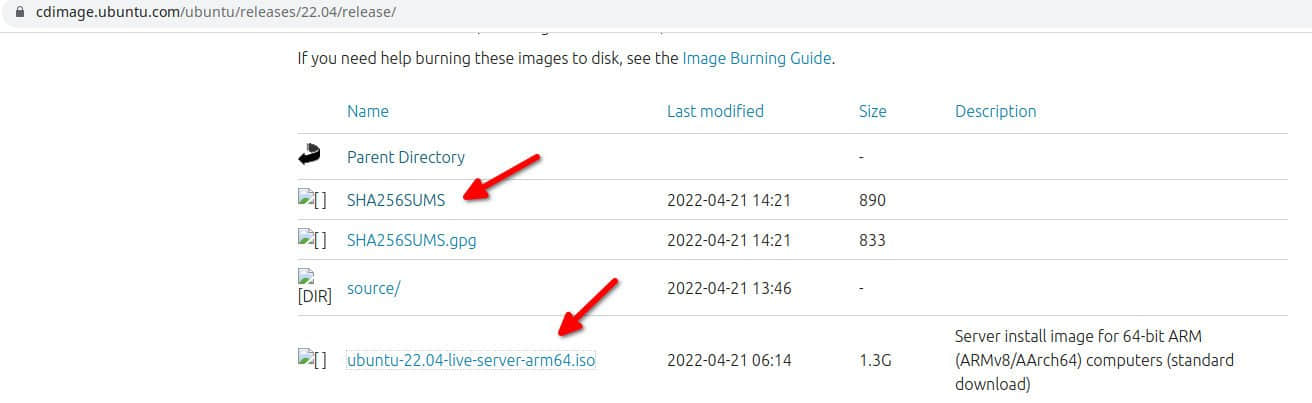 cdimage.ubuntu.com/ubuntu/releases/22.04/release/
If you need help burning these images to disk, see the Image Burning Guide.
Name Last modified Size Description
Parent Directory -
[ ] SHA256SUMS 2022-04-21 14:21 890
[ ] SHA256SUMS.gpg 2022-04-21 14:21 833
[DIR] source/ 2022-04-21 13:46 -
[ ] ubuntu-22.04-live-server-arm64.iso 2022-04-21 06:14 1.3G Server install image for 64-bit ARM
(ARMv8/AArch64) computers (standard
download)